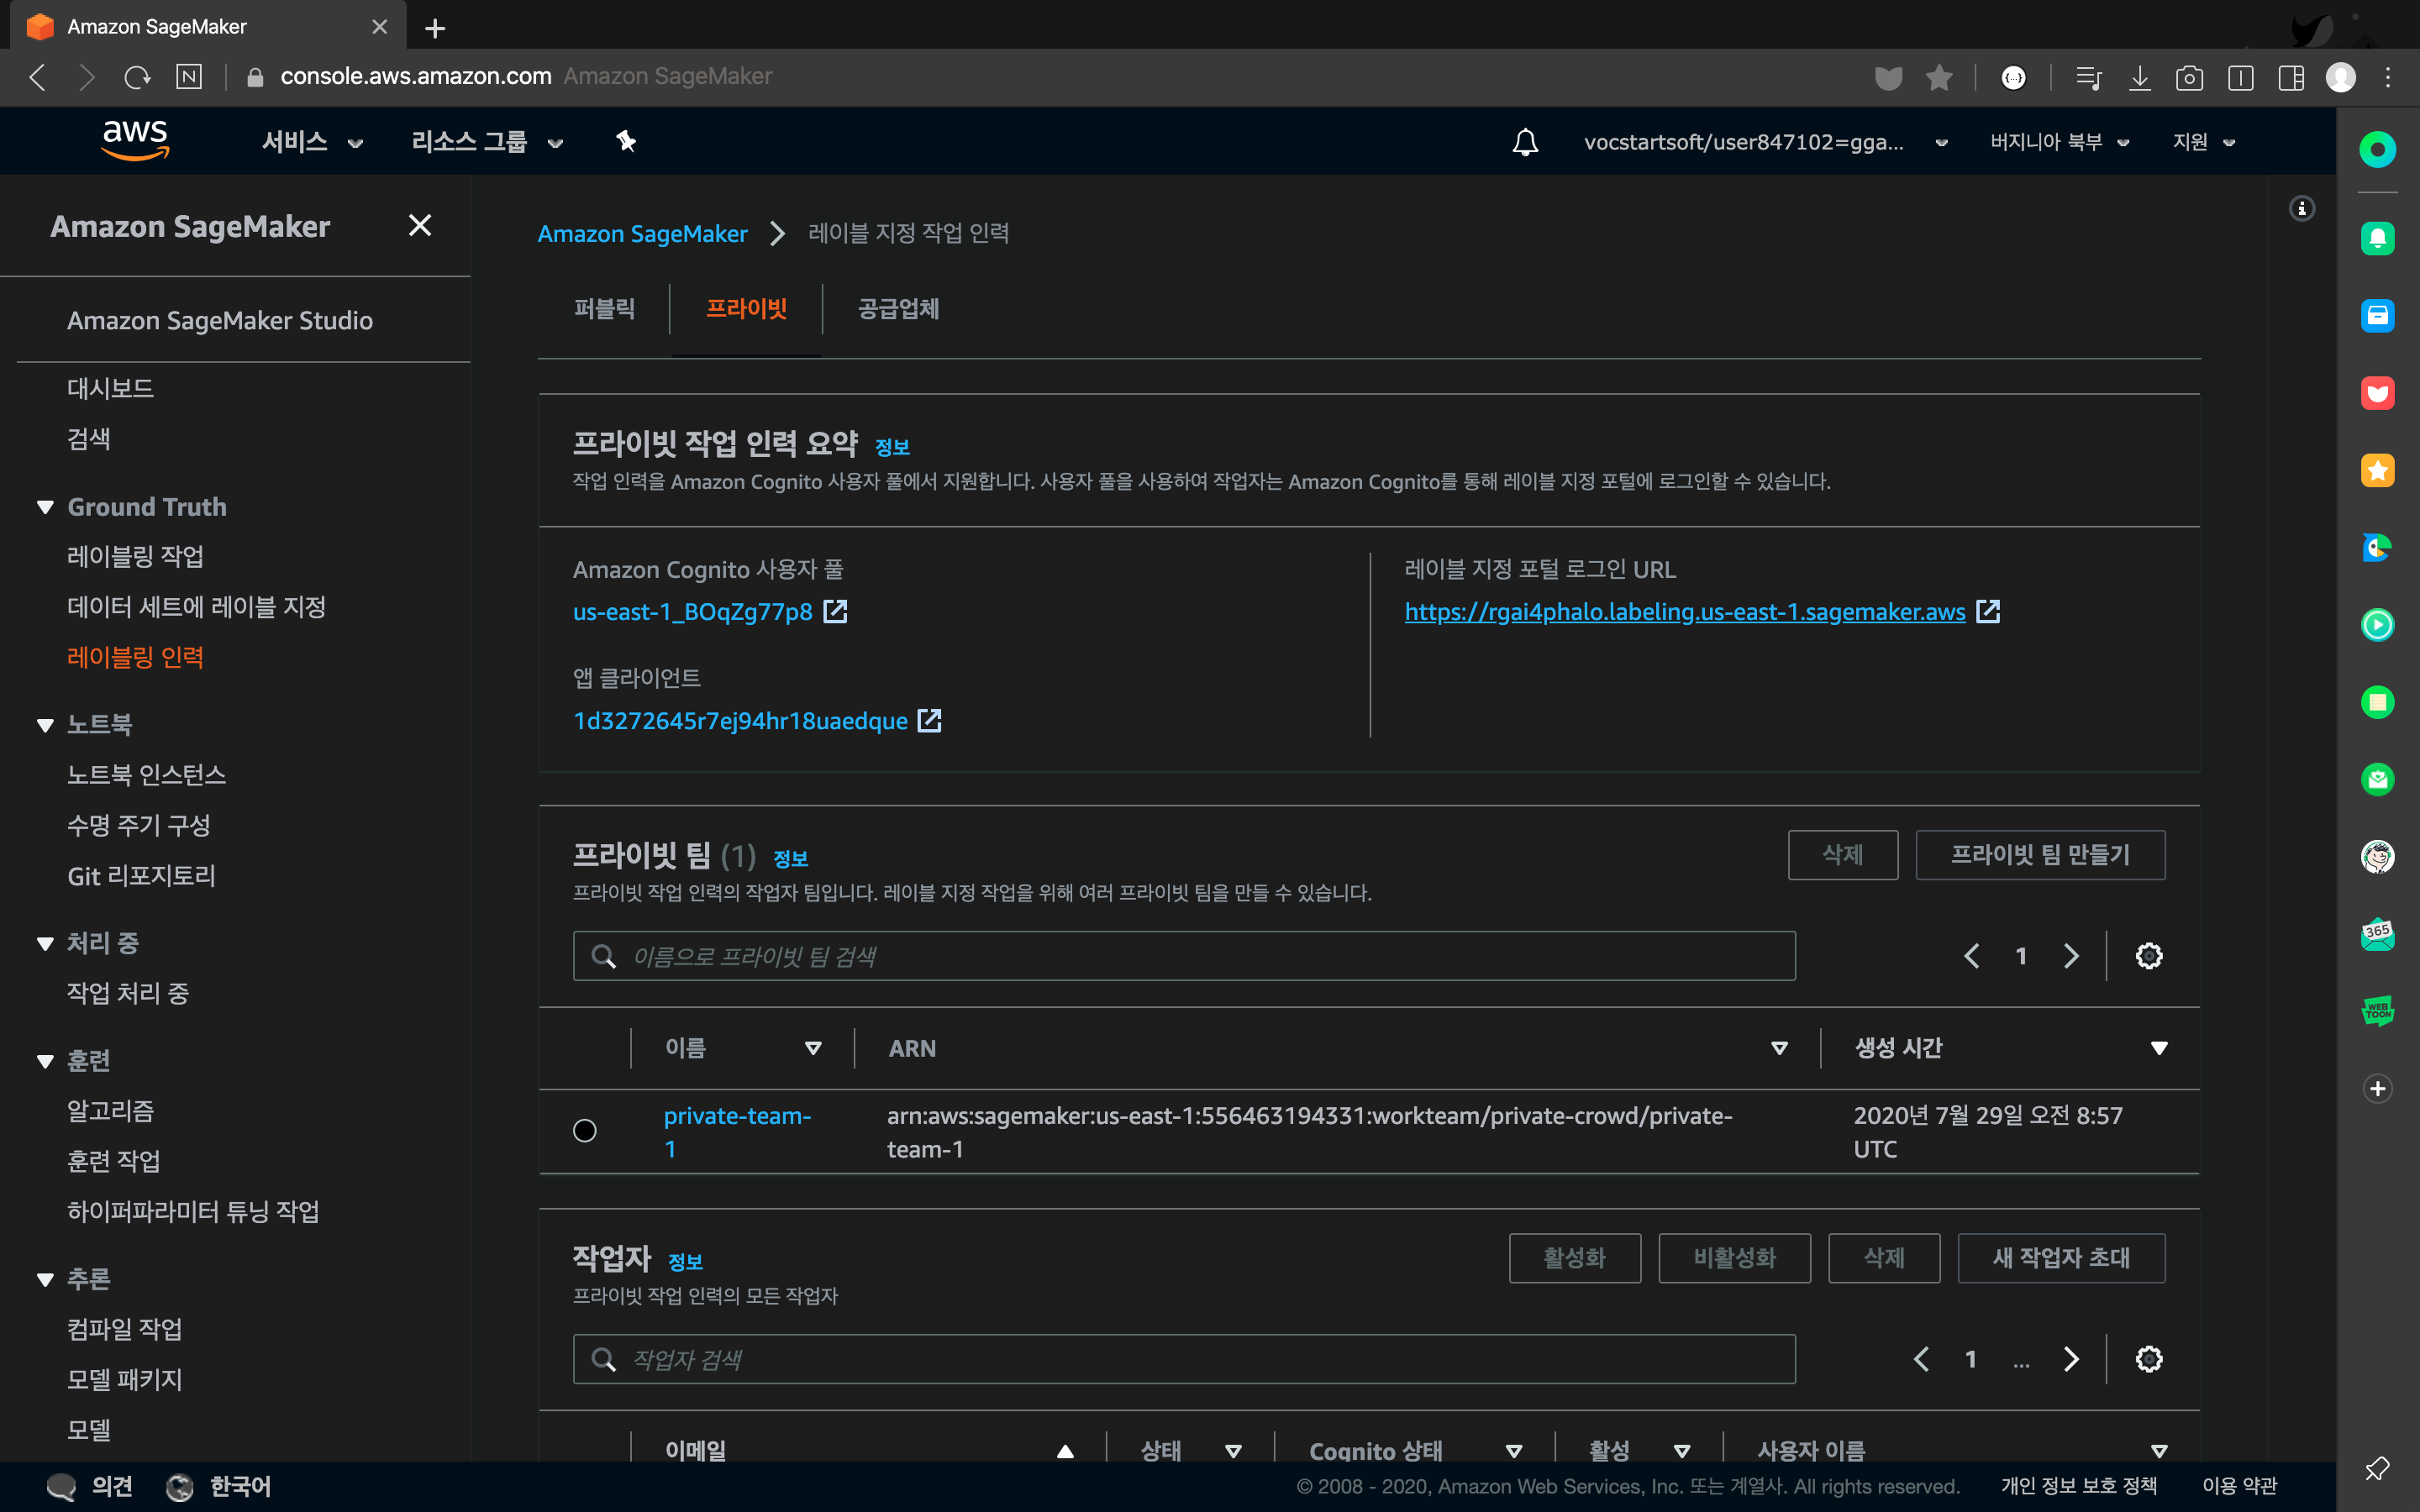 Amazon SageMaker
console.aws.amazon.com Amazon SageMaker
aws
서비스
리소스 그룹
vocstartsoft/user847102=gga...
버지니아 북부
지원
Amazon SageMaker
Amazon SageMaker Studio
대시보드
검색
Ground Truth
레이블링 작업
데이터 세트에 레이블 지정
레이블링 인력
노트북
노트북 인스턴스
수명 주기 구성
Git 리포지토리
처리 중
작업 처리 중
훈련
알고리즘
훈련 작업
하이퍼파라미터 튜닝 작업
추론
컴파일 작업
모델 패키지
모델
Amazon SageMaker
레이블 지정 작업 인력
퍼블릭
프라이빗
공급업체
프라이빗 작업 인력 요약 정보
작업 인력을 Amazon Cognito 사용자 풀에서 지원합니다. 사용자 풀을 사용하여 작업자는 Amazon Cognito를 통해 레이블 지정 포털에 로그인할 수 있습니다.
Amazon Cognito 사용자 풀
us-east-1_BOqZg77p8
앱 클라이언트
1d3272645r7ej94hr18uaedque
레이블 지정 포털 로그인 URL
https://rgai4phalo.labeling.us-east-1.sagemaker.aws
프라이빗 팀 (1) 정보
삭제
프라이빗 팀 만들기
프라이빗 작업 인력의 작업자 팀입니다. 레이블 지정 작업을 위해 여러 프라이빗 팀을 만들 수 있습니다.
이름으로 프라이빗 팀 검색
1
이름
ARN
생성 시간
private-team-
1
arn:aws:sagemaker:us-east-1:556463194331:workteam/private-crowd/private-
team-1
2020년 7월 29일 오전 8:57
UTC
작업자 정보
활성화
비활성화
삭제
새 작업자 초대
프라이빗 작업 인력의 모든 작업자
작업자 검색
1 ...
이메일
상태
Cognito 상태
활성
사용자 이름
365
WEB
TOON
의견
한국어
© 2008 - 2020, Amazon Web Services, Inc. 또는 계열사. All rights reserved.
개인 정보 보호 정책
이용 약관